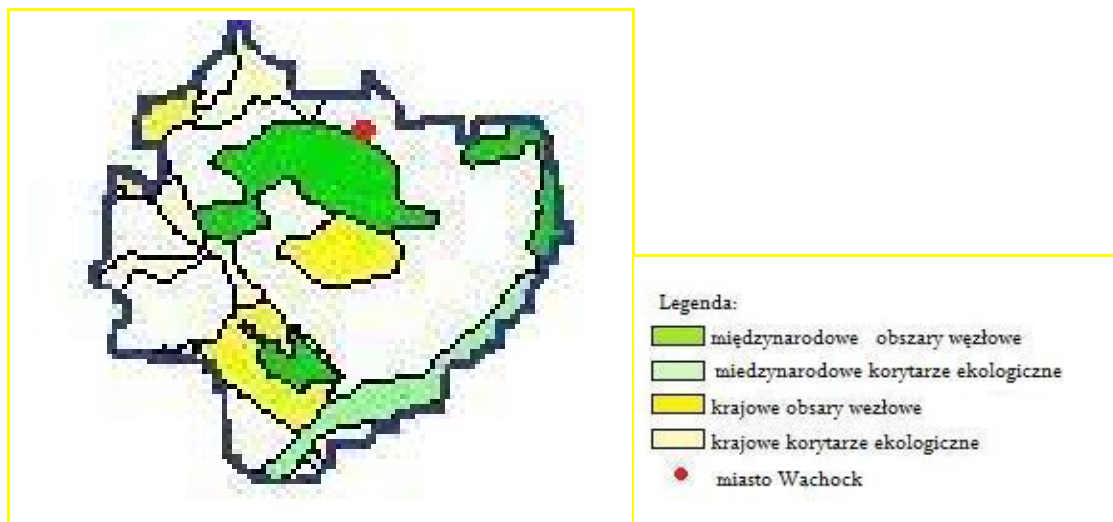 Legenda:
międzynarodowe obszary węzłowe
miedzynarodowe korytarze ekologiczne
krajowe obsary wezłowe
krajowe korytarze ekologiczne
miasto Wachock